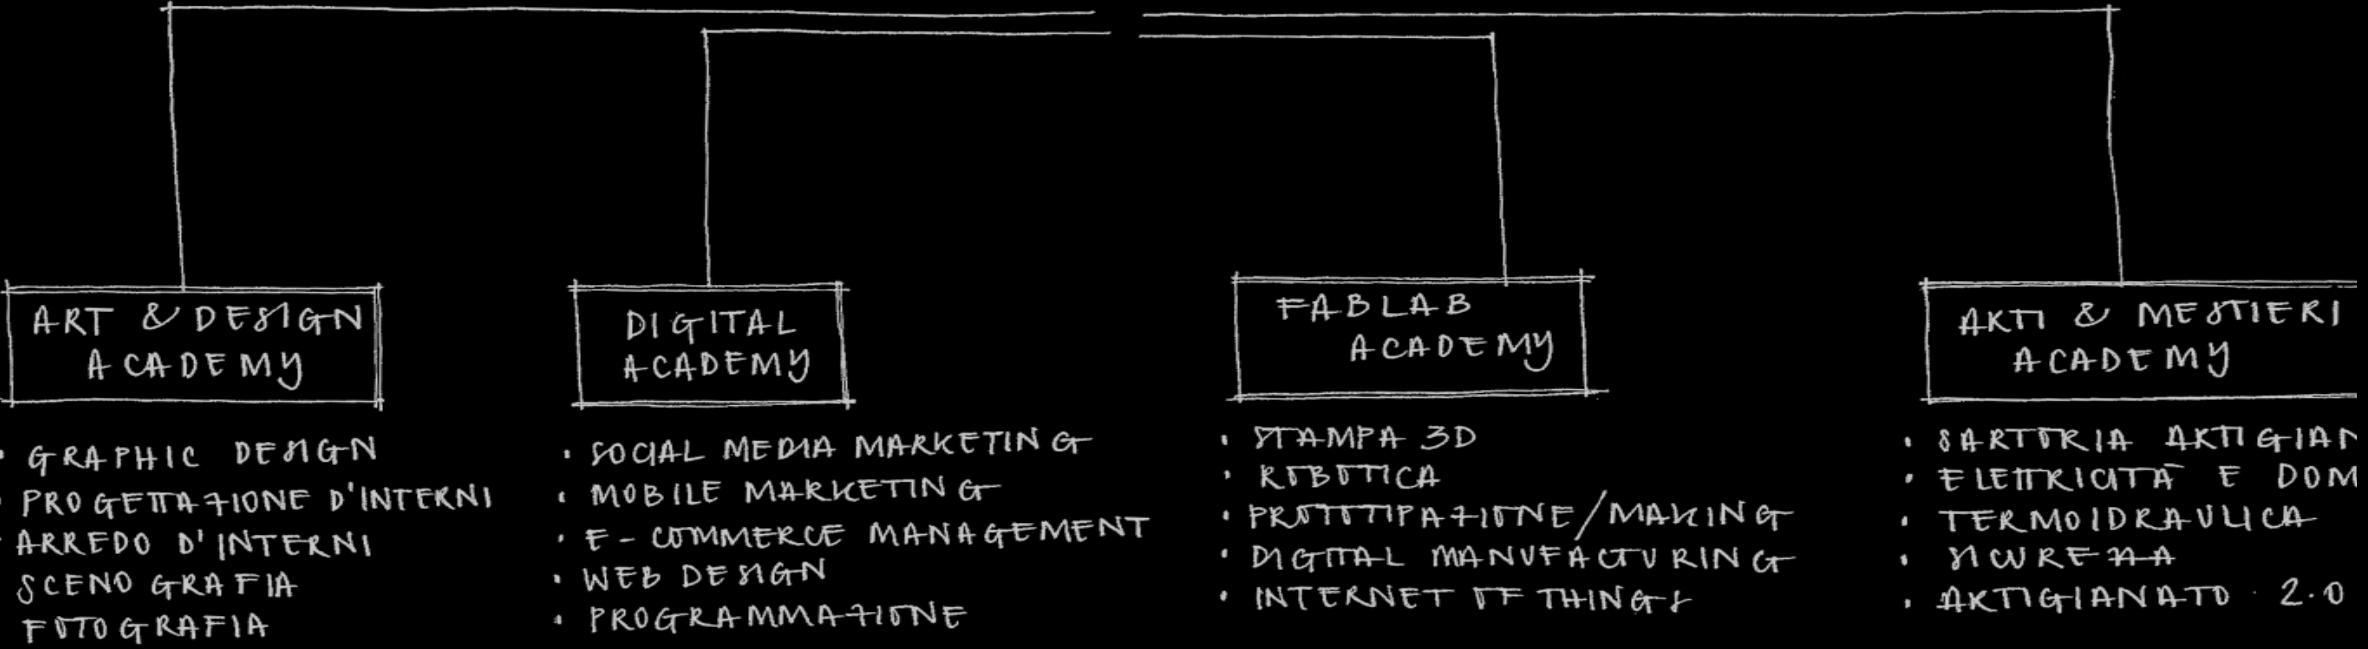 ART & DESIGN
ACADEMY
• GRAPHIC DESIGN
• PROGETTAZIONE D'INTERNI
ARREDO D'INTERNI
SCENOGRAFIA
FOTOGRAFIA
DIGITAL
ACADEMY
• SOCIAL MEDIA MARKETING
• MOBILE MARKETING
• E-COMMERCE MANAGEMENT
• WEB DESIGN
• PROGRAMMAZIONE
FABLAB
ACADEMY
• STAMPA 3D
• ROBOTICA
• PROTOTIPAZIONE/MAKING
• DIGITAL MANUFACTURING
• INTERNET OF THINGS
ARTI & MESTIERI
ACADEMY
• SARTORIA ARTIGIAN
• ELETTRICITÀ E DOM
• TERMOIDRAULICA
• SICUREZZA
• ARTIGIANATO 2.0